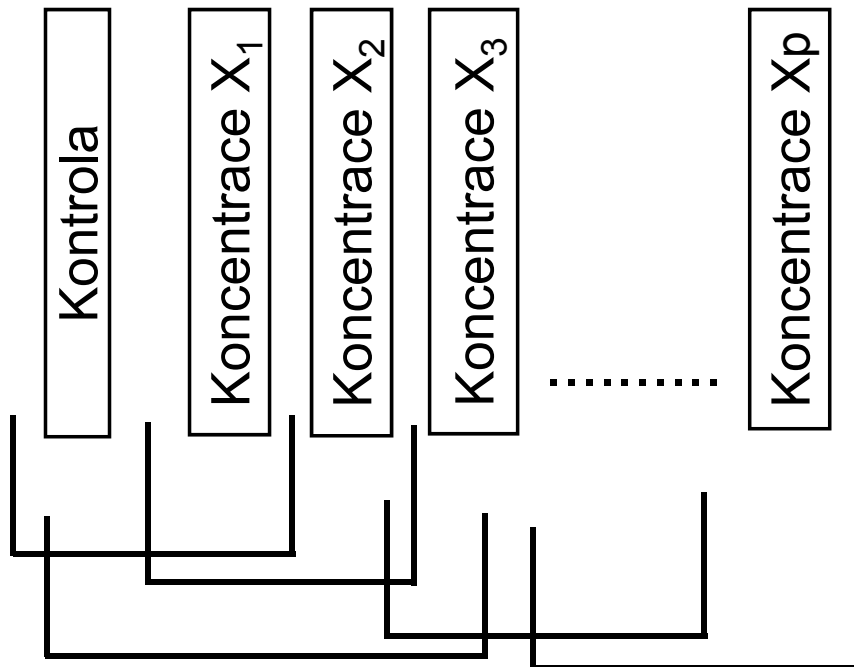 Kontrola
Koncentrace X₁
Koncentrace X₂
Koncentrace X₃
..........
Koncentrace Xp